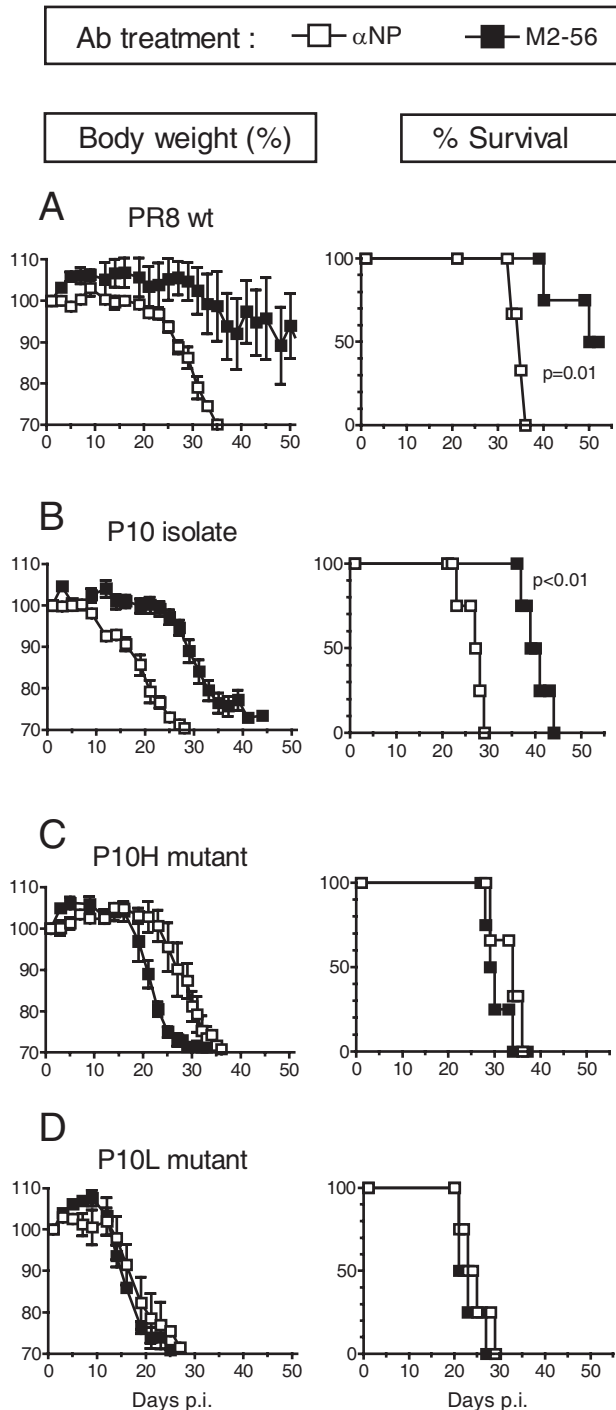 Ab treatment : αNP M2-56
Body weight (%) % Survival
A
PR8 wt
110
100
90
80
70
0 10 20 30 40 50
100
50
0
p=0.01
0 10 20 30 40 50
B
P10 isolate
110
100
90
80
70
0 10 20 30 40 50
100
50
0
p<0.01
0 10 20 30 40 50
C
P10H mutant
110
100
90
80
70
0 10 20 30 40 50
100
50
0
0 10 20 30 40 50
D
P10L mutant
110
100
90
80
70
0 10 20 30 40 50
Days p.i.
100
50
0
0 10 20 30 40 50
Days p.i.